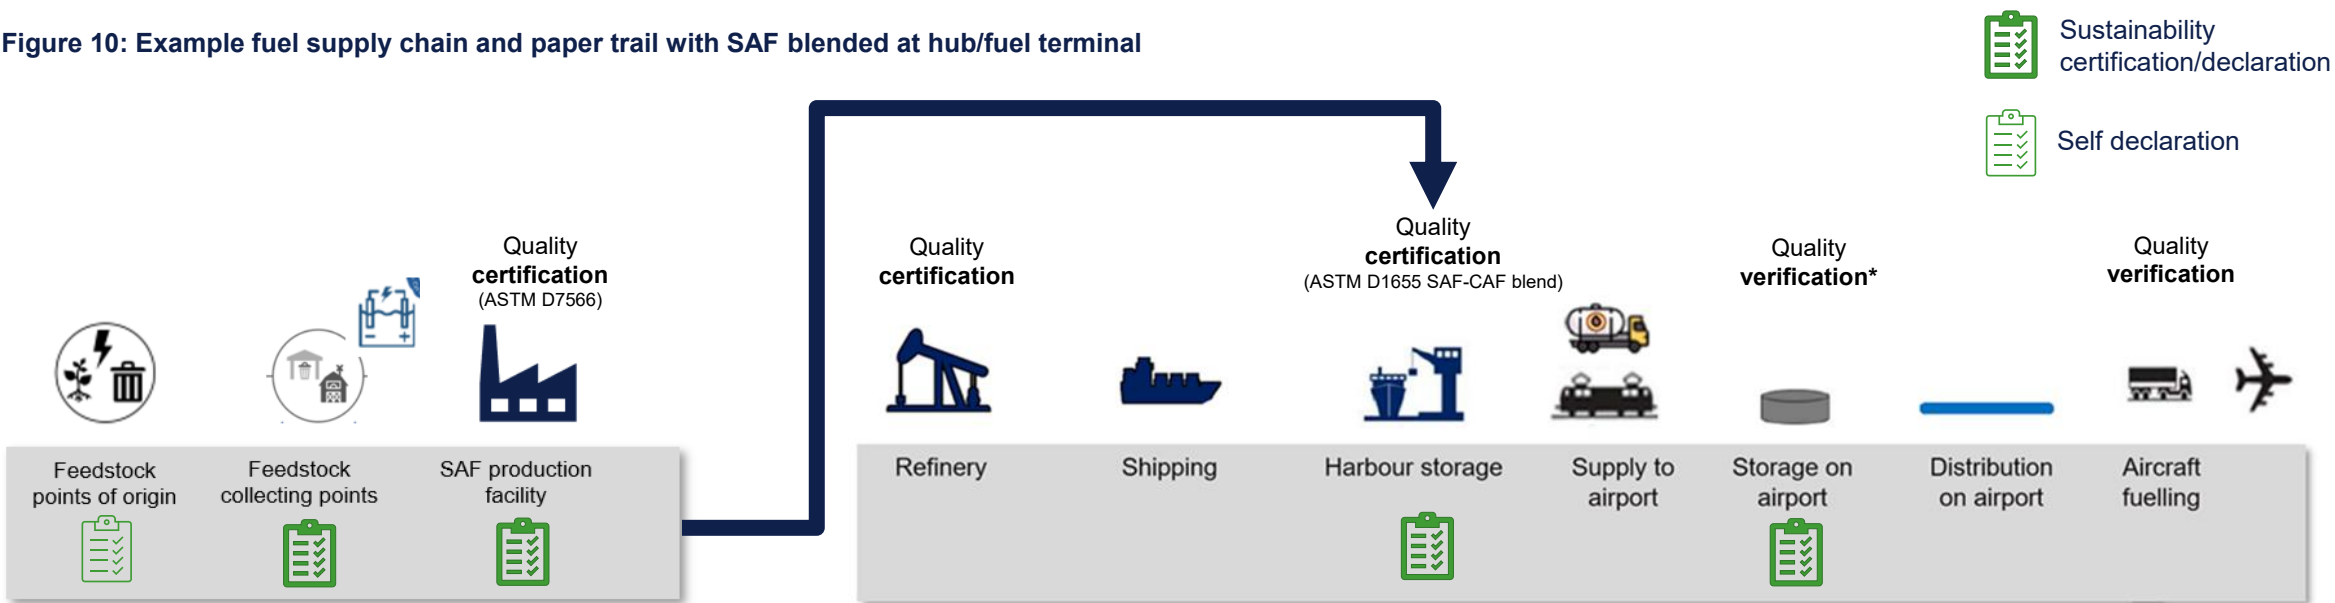 Figure 10: Example fuel supply chain and paper trail with SAF blended at hub/fuel terminal
Sustainability
certification/declaration
Self declaration
Quality
certification
(ASTM D7566)
Quality
certification
Quality
certification
(ASTM D1655 SAF-CAF blend)
Quality
verification*
Quality
verification
Feedstock
points of origin
Feedstock
collecting points
SAF production
facility
Refinery
Shipping
Harbour storage
Supply to
airport
Storage on
airport
Distribution
on airport
Aircraft
fuelling